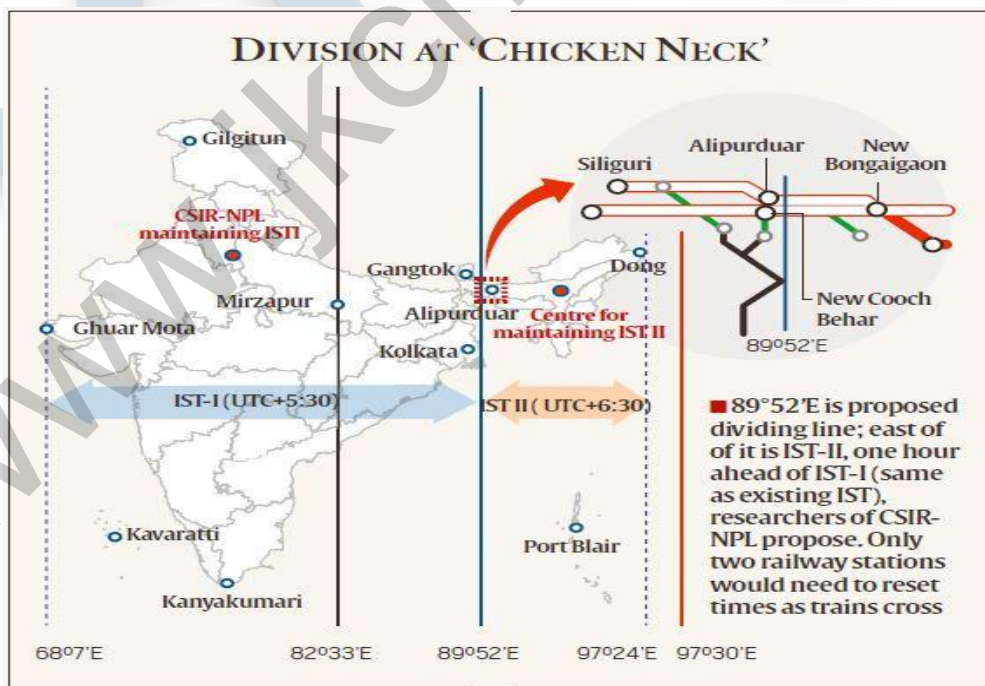 DIVISION AT 'CHICKEN NECK'
Gilgitun
CSIR-NPL
maintaining ISTI
Mirzapur
Ghuar Mota
Gangtok
Alipurduar
Kolkata
Dong
Centre for
maintaining IST II
IST-I (UTC+5:30)
IST II ( UTC+6:30)
Kavaratti
Kanyakumari
Port Blair
Siliguri
Alipurduar
New
Bongaigaon
New Cooch
Behar
89º52'E
89°52'E is proposed
dividing line; east of
of it is IST-II, one hour
ahead of IST-I (same
as existing IST),
researchers of CSIR-
NPL propose. Only
two railway stations
would need to reset
times as trains cross
68º7'E 82º33'E 89º52'E 97º24'E 97º30'E